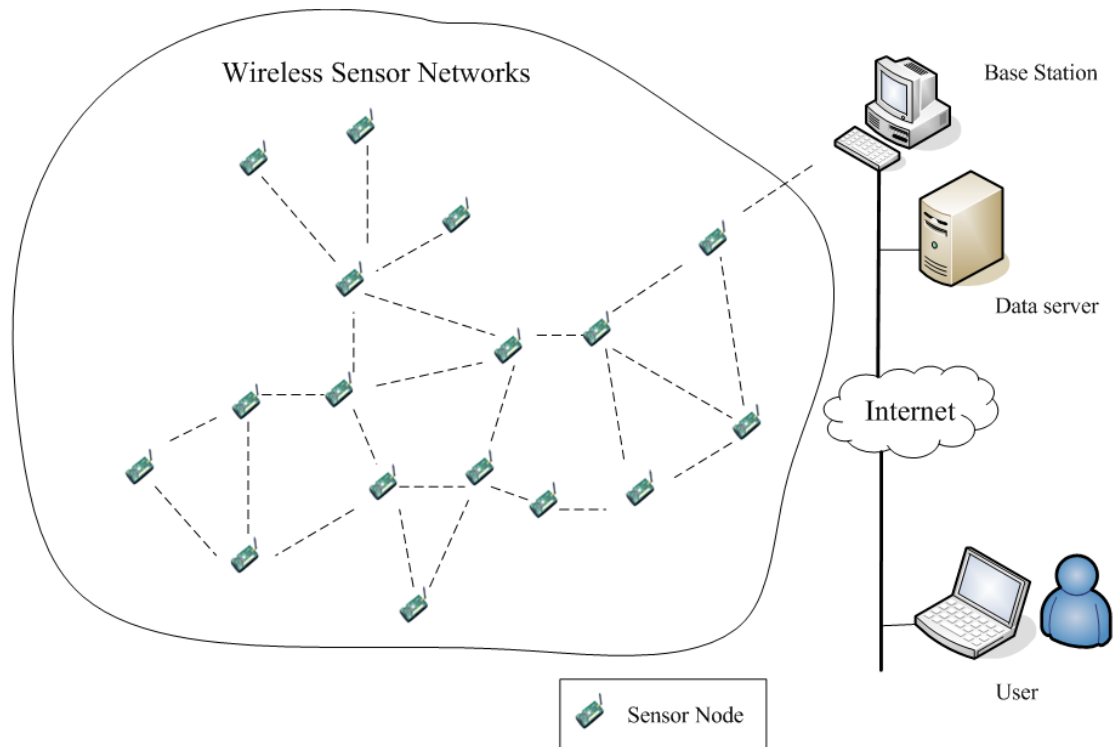 Wireless Sensor Networks
Base Station
Data server
Internet
User
Sensor Node